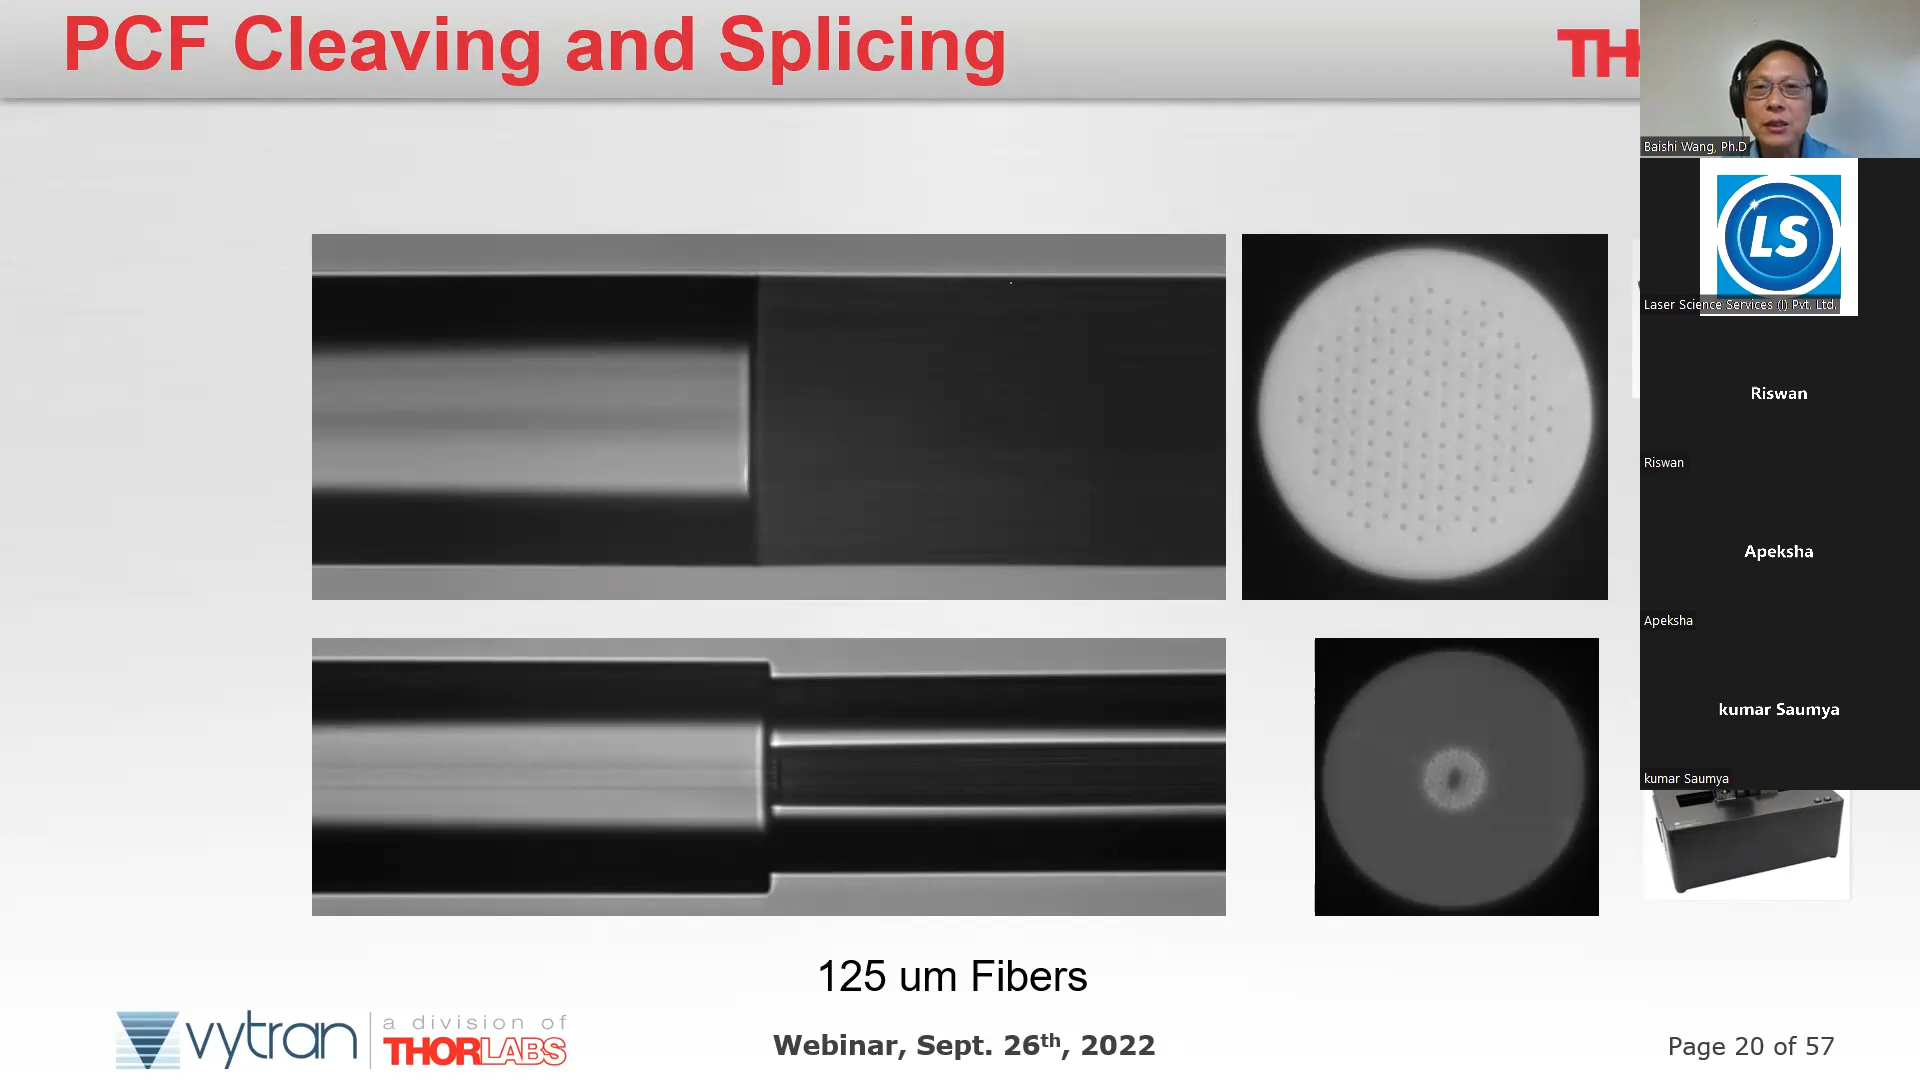 PCF Cleaving and Splicing
TH
Baishi Wang, Ph.D
LS
Laser Science Services (I) Pvt. Ltd.
Riswan
Riswan
Apeksha
Apeksha
kumar Saumya
kumar Saumya
125 um Fibers
vytran
a division of
THORLABS
Webinar, Sept. 26th, 2022
Page 20 of 57